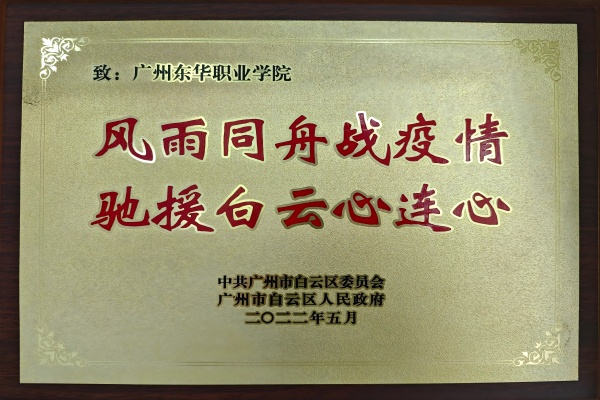 致：广州东华职业学院
风雨同舟战疫情
驰援白云心连心
中共广州市白云区委员会
广州市白云区人民政府
二〇二二年五月